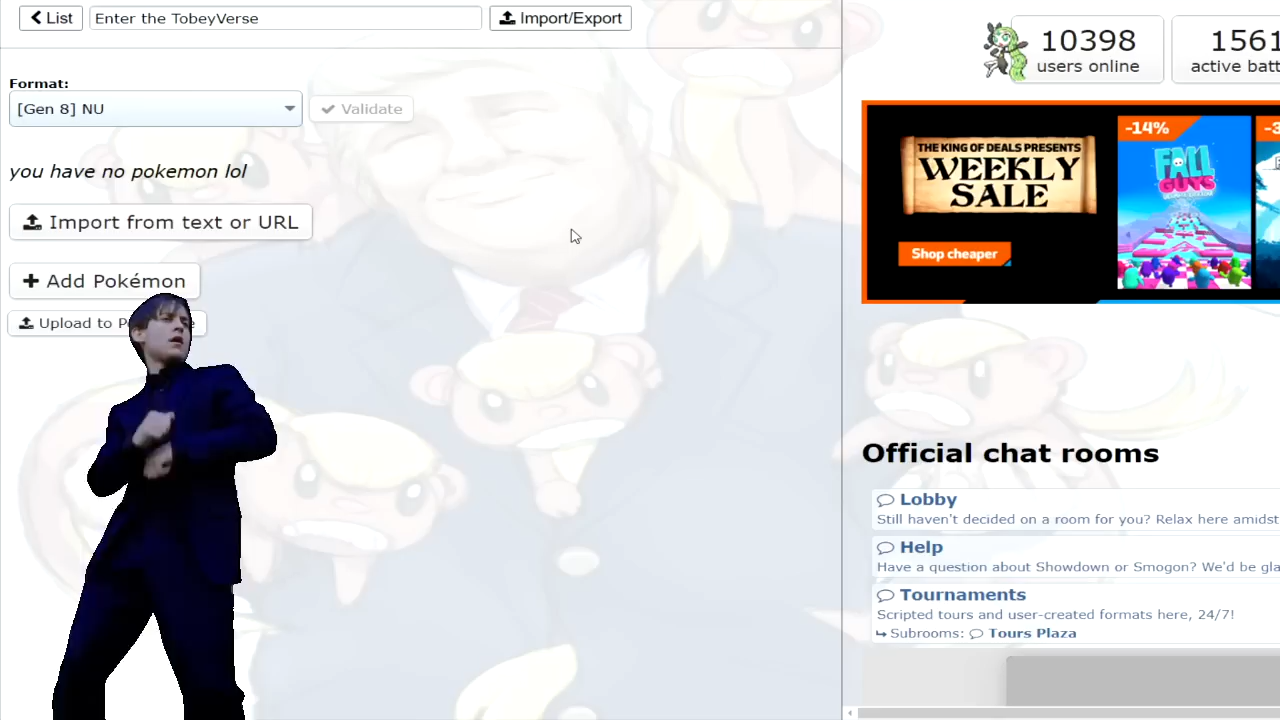 List
Enter the TobeyVerse
Import/Export
Format:
[Gen 8] NU
Validate
you have no pokemon lol
Import from text or URL
Add Pokémon
Upload to P
10398
users online
1561
active batt
THE KING OF DEALS PRESENTS
WEEKLY
SALE
Shop cheaper
-14%
FALL
GUYS
-3
Official chat rooms
Lobby
Still haven't decided on a room for you? Relax here amidst
Help
Have a question about Showdown or Smogon? We'd be gla
Tournaments
Scripted tours and user-created formats here, 24/7!
Subrooms: Tours Plaza